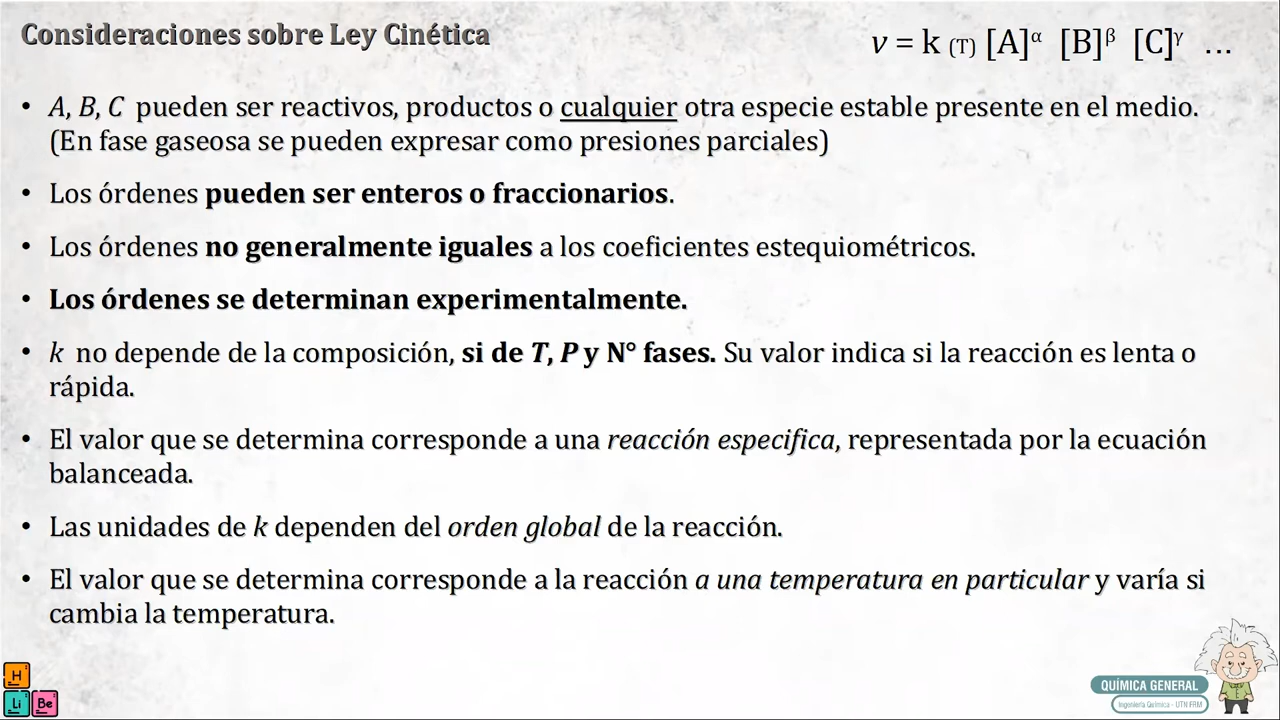 Consideraciones sobre Ley Cinética
v = k (T) [A]α [B]β [C]γ ...
• A, B, C pueden ser reactivos, productos o cualquier otra especie estable presente en el medio.
(En fase gaseosa se pueden expresar como presiones parciales)
• Los órdenes pueden ser enteros o fraccionarios.
• Los órdenes no generalmente iguales a los coeficientes estequiométricos.
• Los órdenes se determinan experimentalmente.
• k no depende de la composición, si de T, P y N° fases. Su valor indica si la reacción es lenta o
rápida.
• El valor que se determina corresponde a una reacción especifica, representada por la ecuación
balanceada.
• Las unidades de k dependen del orden global de la reacción.
• El valor que se determina corresponde a la reacción a una temperatura en particular y varía si
cambia la temperatura.
H
Li Be
QUÍMICA GENERAL
Ingeniería Química - UTN FRM